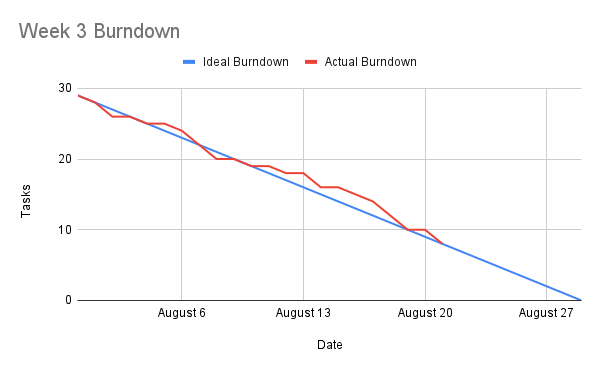 Week 3 Burndown
Ideal Burndown
Actual Burndown
30
20
10
0
Tasks
August 6
August 13
August 20
August 27
Date